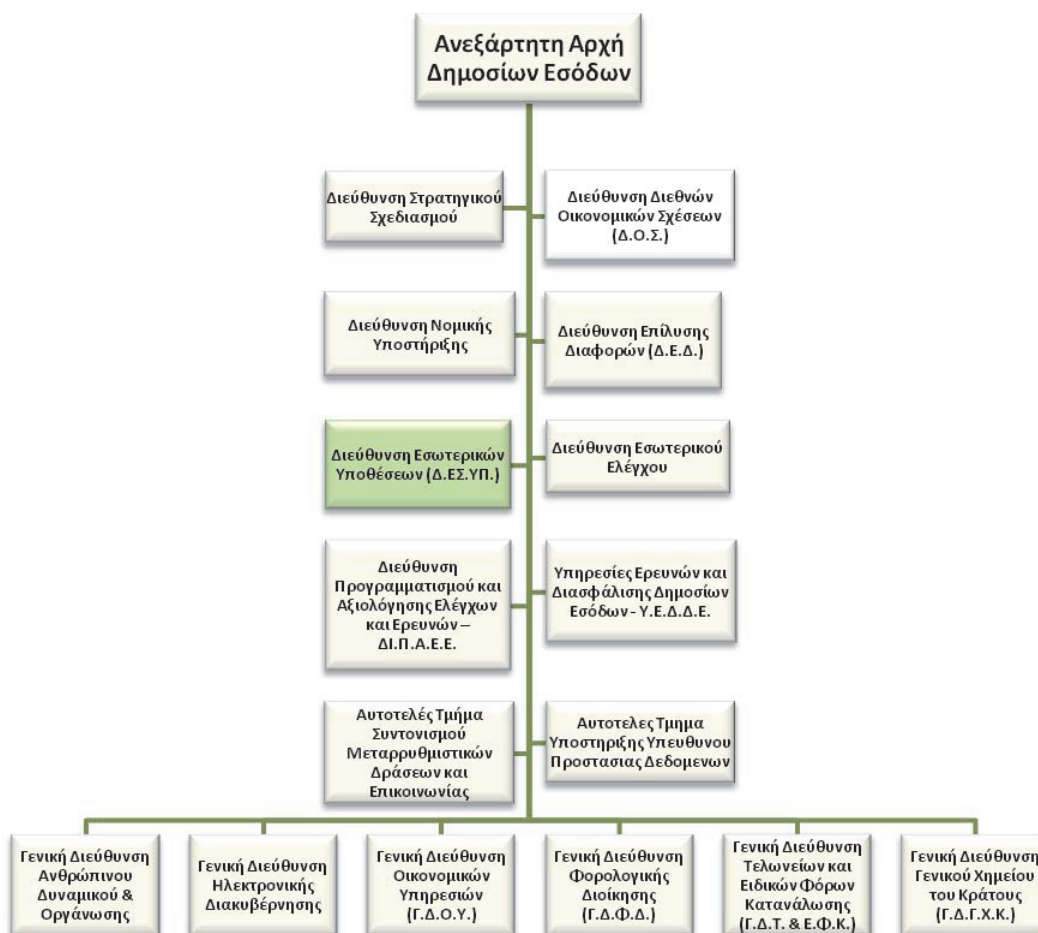 Ανεξάρτητη Αρχή
Δημοσίων Εσόδων
Διεύθυνση Στρατηγικού
Σχεδιασμού
Διεύθυνση Διεθνών
Οικονομικών Σχέσεων
(Δ.Ο.Σ.)
Διεύθυνση Νομικής
Υποστήριξης
Διεύθυνση Επίλυσης
Διαφορών (Δ.Ε.Δ.)
Διεύθυνση Εσωτερικών
Υποθέσεων (Δ.ΕΣ.ΥΠ.)
Διεύθυνση Εσωτερικού
Ελέγχου
Διεύθυνση
Προγραμματισμού και
Αξιολόγησης Ελέγχων
και Ερευνών –
ΔΙ.Π.Α.Ε.Ε.
Υπηρεσίες Ερευνών και
Διασφάλισης Δημοσίων
Εσόδων - Υ.Ε.Δ.Δ.Ε.
Αυτοτελές Τμήμα
Συντονισμού
Μεταρρυθμιστικών
Δράσεων και
Επικοινωνίας
Αυτοτελες Τμημα
Υποστηριξης Υπευθυνου
Προστασιας Δεδομενων
Γενική Διεύθυνση
Ανθρώπινου
Δυναμικού &
Οργάνωσης
Γενική Διεύθυνση
Ηλεκτρονικής
Διακυβέρνησης
Γενική Διεύθυνση
Οικονομικών
Υπηρεσιών
(Γ.Δ.Ο.Υ.)
Γενική Διεύθυνση
Φορολογικής
Διοίκησης
(Γ.Δ.Φ.Δ.)
Γενική Διεύθυνση
Τελωνείων και
Ειδικών Φόρων
Κατανάλωσης
(Γ.Δ.Τ. & Ε.Φ.Κ.)
Γενική Διεύθυνση
Γενικού Χημείου
του Κράτους
(Γ.Δ.Γ.Χ.Κ.)